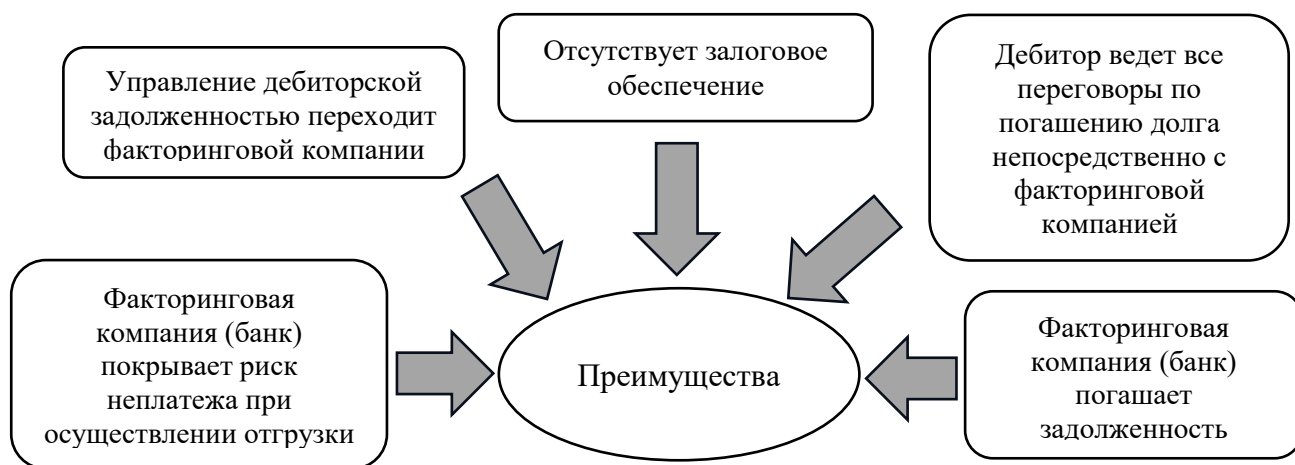 Управление дебиторской
задолженностью переходит
факторинговой компании
Отсутствует залоговое
обеспечение
Дебитор ведет все
переговоры по
погашению долга
непосредственно с
факторинговой
компанией
Факторинговая
компания (банк)
покрывает риск
неплатежа при
осуществлении отгрузки
Преимущества
Факторинговая
компания (банк)
погашает
задолженность